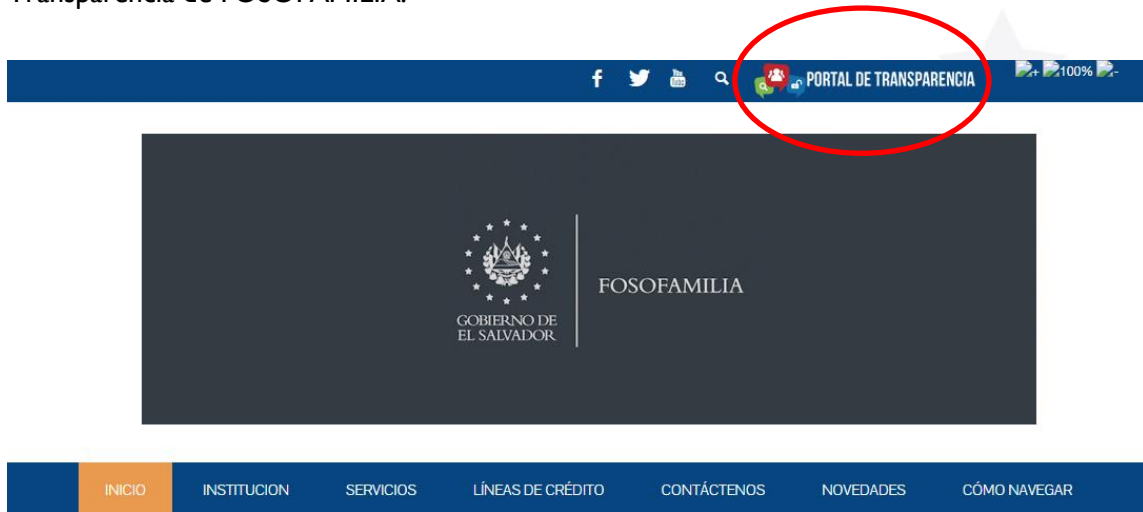 Transparencia de FOSOFAMILIA.
PORTAL DE TRANSPARENCIA
+ 100% -
GOBIERNO DE
EL SALVADOR
FOSOFAMILIA
INICIO INSTITUCION SERVICIOS LÍNEAS DE CRÉDITO CONTÁCTENOS NOVEDADES CÓMO NAVEGAR